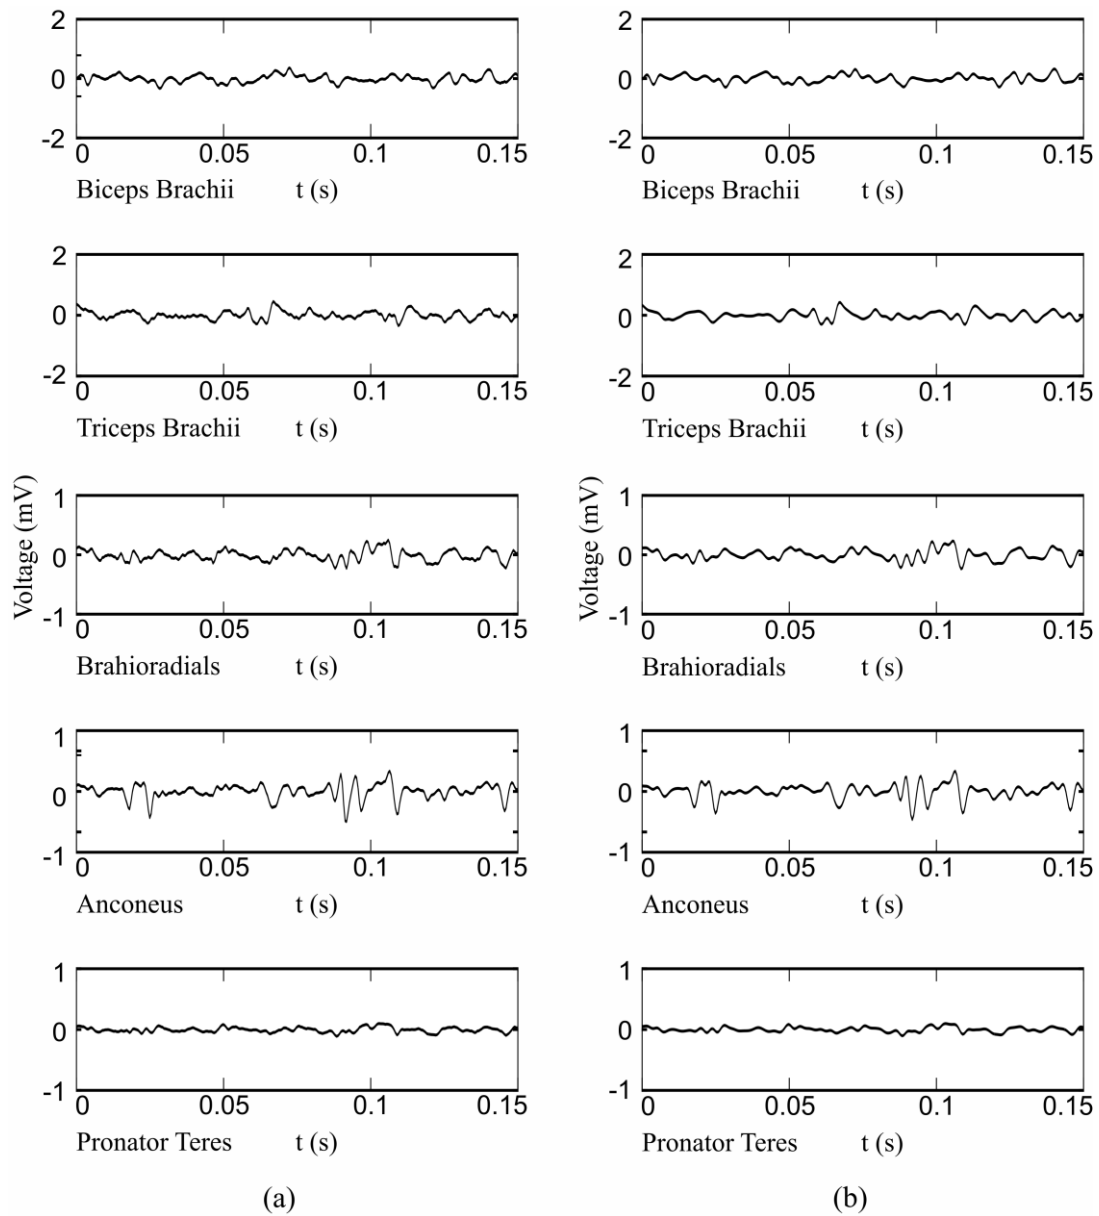 2
0
-2
0 0.05 0.1 0.15
Biceps Brachii t (s)
2
0
-2
0 0.05 0.1 0.15
Triceps Brachii t (s)
Voltage (mV)
1
0
-1
0 0.05 0.1 0.15
Brahioradials t (s)
1
0
-1
0 0.05 0.1 0.15
Anconeus t (s)
1
0
-1
0 0.05 0.1 0.15
Pronator Teres t (s)
(a)
2
0
-2
0 0.05 0.1 0.15
Biceps Brachii t (s)
2
0
-2
0 0.05 0.1 0.15
Triceps Brachii t (s)
Voltage (mV)
1
0
-1
0 0.05 0.1 0.15
Brahioradials t (s)
1
0
-1
0 0.05 0.1 0.15
Anconeus t (s)
1
0
-1
0 0.05 0.1 0.15
Pronator Teres t (s)
(b)